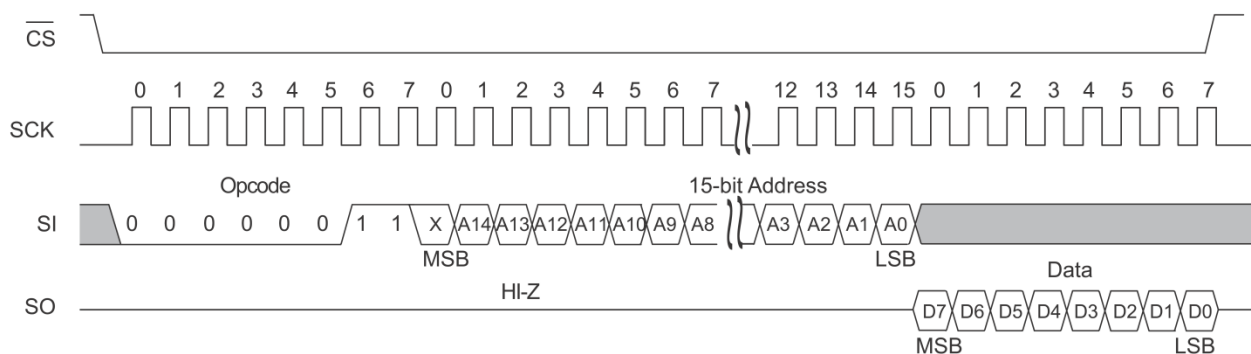 CS
0 1 2 3 4 5 6 7 0 1 2 3 4 5 6 7 12 13 14 15 0 1 2 3 4 5 6 7
SCK
Opcode 15-bit Address
SI 0 0 0 0 0 0 1 1 X A14 A13 A12 A11 A10 A9 A8 A3 A2 A1 A0
MSB LSB
HI-Z Data
SO D7 D6 D5 D4 D3 D2 D1 D0
MSB LSB